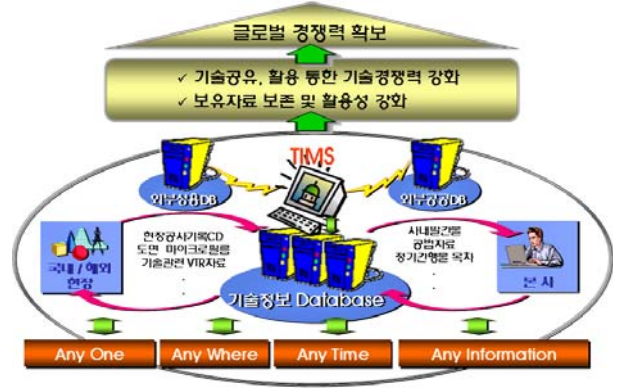 글로벌 경쟁력 확보
✓ 기술공유, 활용 통한 기술경쟁력 강화
✓ 보유자료 보존 및 활용성 강화
TIMS
외부상용DB
외부공공DB
현장공사기록CD
도면 마이크로필름
기술관련 VTR자료
.
.
사내발간물
공법자료
정기간행물 목차
.
.
국내 / 해외
현장
본 사
기술정보 Database
Any One
Any Where
Any Time
Any Information